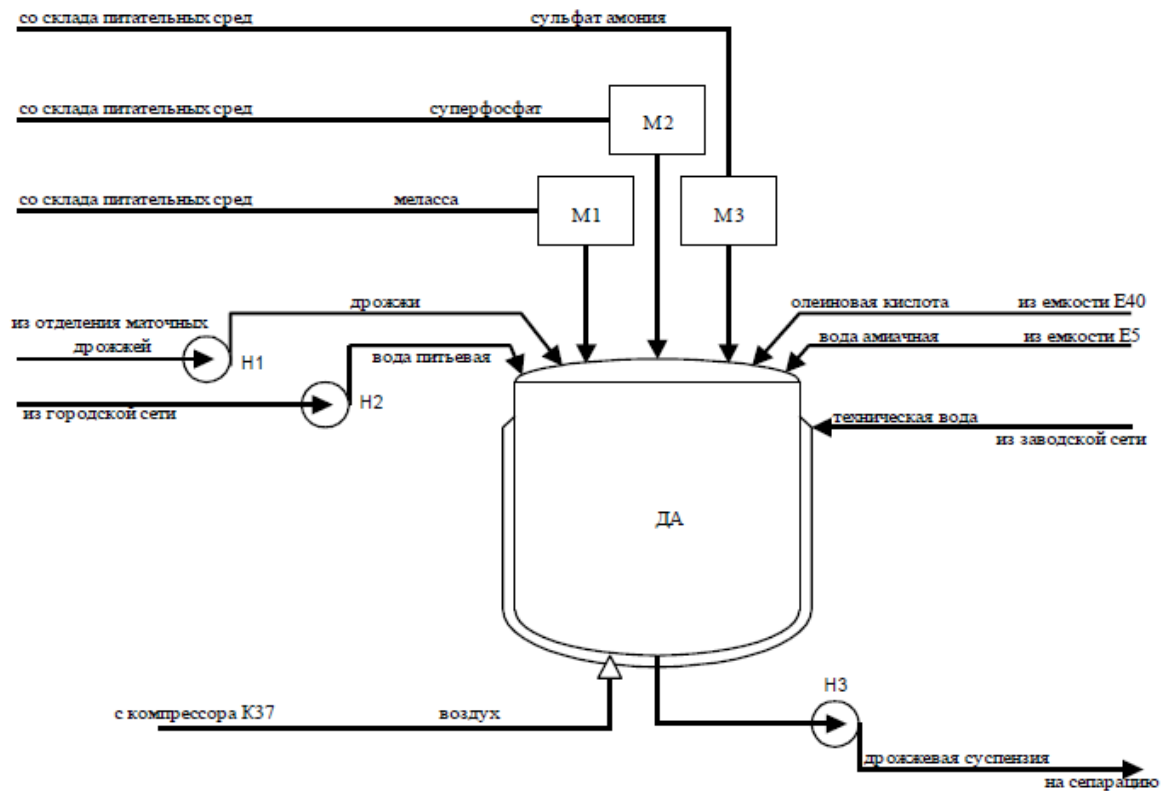 со склада питательных сред сульфат амония
со склада питательных сред суперфосфат
М2
со склада питательных сред меласса
М1
М3
дрожжи
олеиновая кислота из емкости Е40
из отделения маточных
дрожжей
Н1
вода питьевая
вода амиачная из емкости Е5
Н2
из городской сети
техническая вода
из заводской сети
ДА
Н3
с компрессора К37 воздух
дрожжевая суспензия
на сепарацию